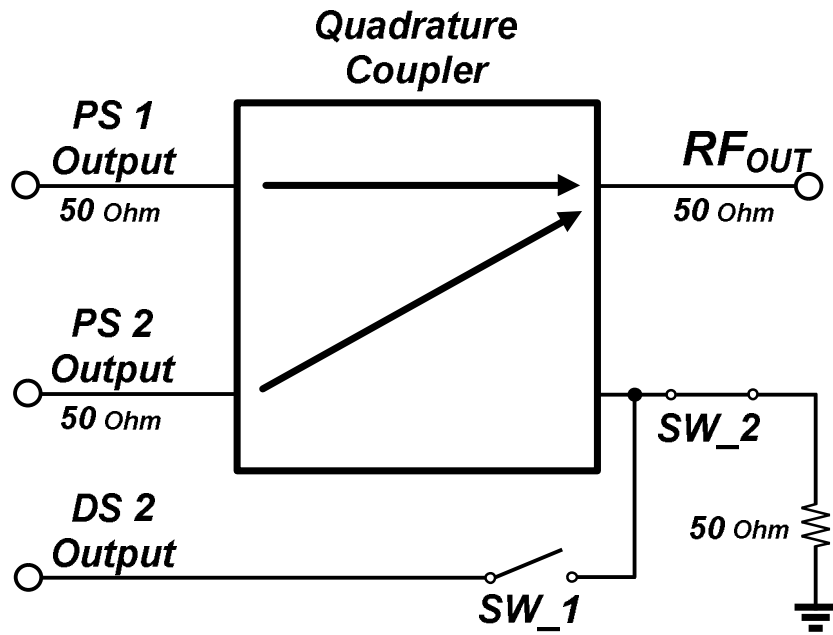 Quadrature
Coupler
PS 1
Output
50 Ohm
RFOUT
50 Ohm
PS 2
Output
50 Ohm
SW_2
DS 2
Output
50 Ohm
SW_1